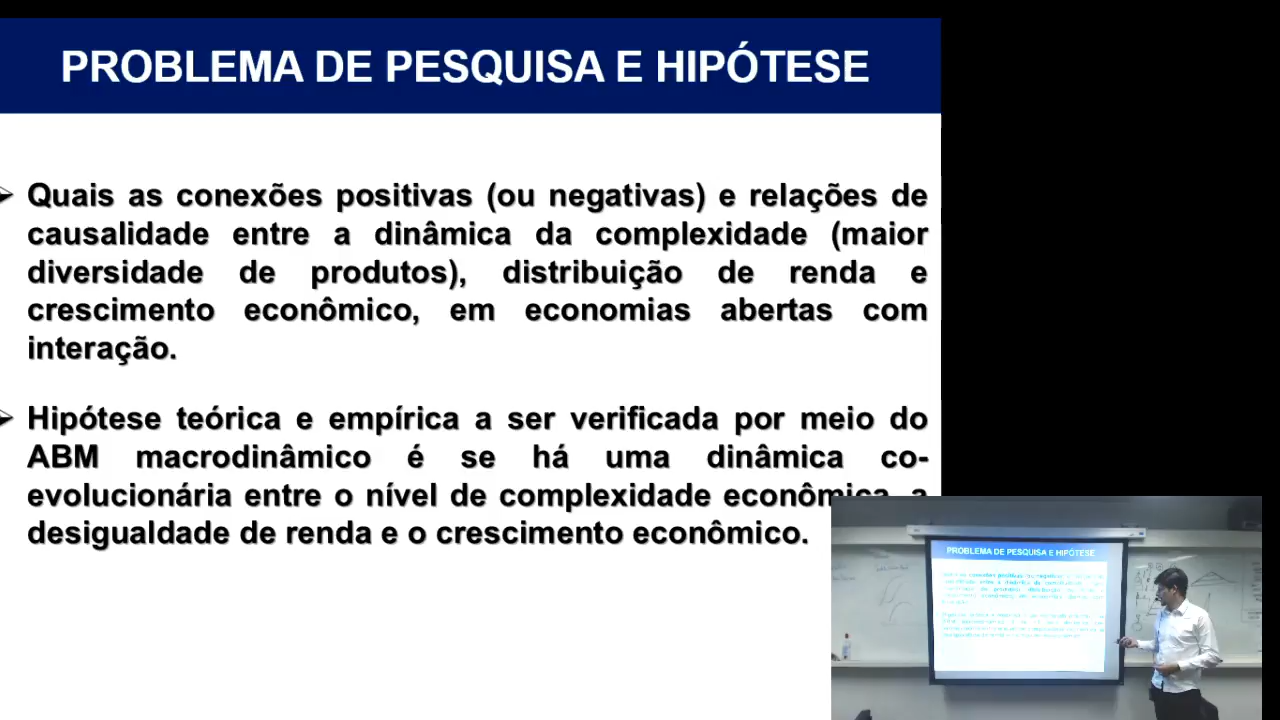 PROBLEMA DE PESQUISA E HIPÓTESE
Quais as conexões positivas (ou negativas) e relações de
causalidade entre a dinâmica da complexidade (maior
diversidade de produtos), distribuição de renda e
crescimento econômico, em economias abertas com
interação.
Hipótese teórica e empírica a ser verificada por meio do
ABM macrodinâmico é se há uma dinâmica co-
evolucionária entre o nível de complexidade econômica, a
desigualdade de renda e o crescimento econômico.
PROBLEMA DE PESQUISA E HIPÓTESE